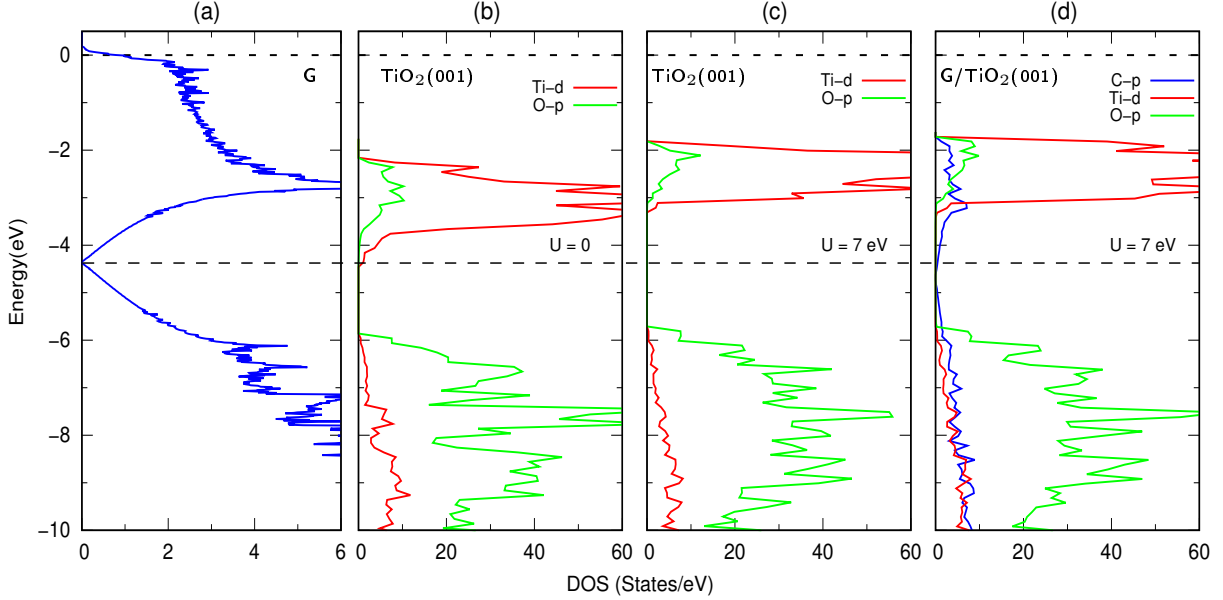 (a) (b) (c) (d)
G
TiO₂(001)
Ti−d
O−p
U = 0
TiO₂(001)
Ti−d
O−p
U = 7 eV
G/TiO₂(001)
C−p
Ti−d
O−p
U = 7 eV
Energy(eV)
0
−2
−4
−6
−8
−10
0 2 4 6
0 20 40 60
0 20 40 60
0 20 40 60
DOS (States/eV)